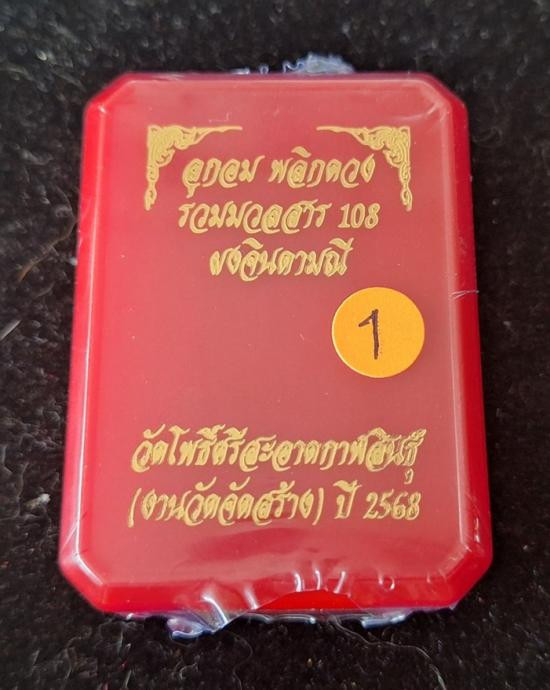 ลูกอม พลิกดวง
รวมมวลสาร 108
ผงจินดามณี
1
วัดโพธิ์ศรีสะอาดกาฬสินธุ์
(งานวัดจัดสร้าง) ปี 2568